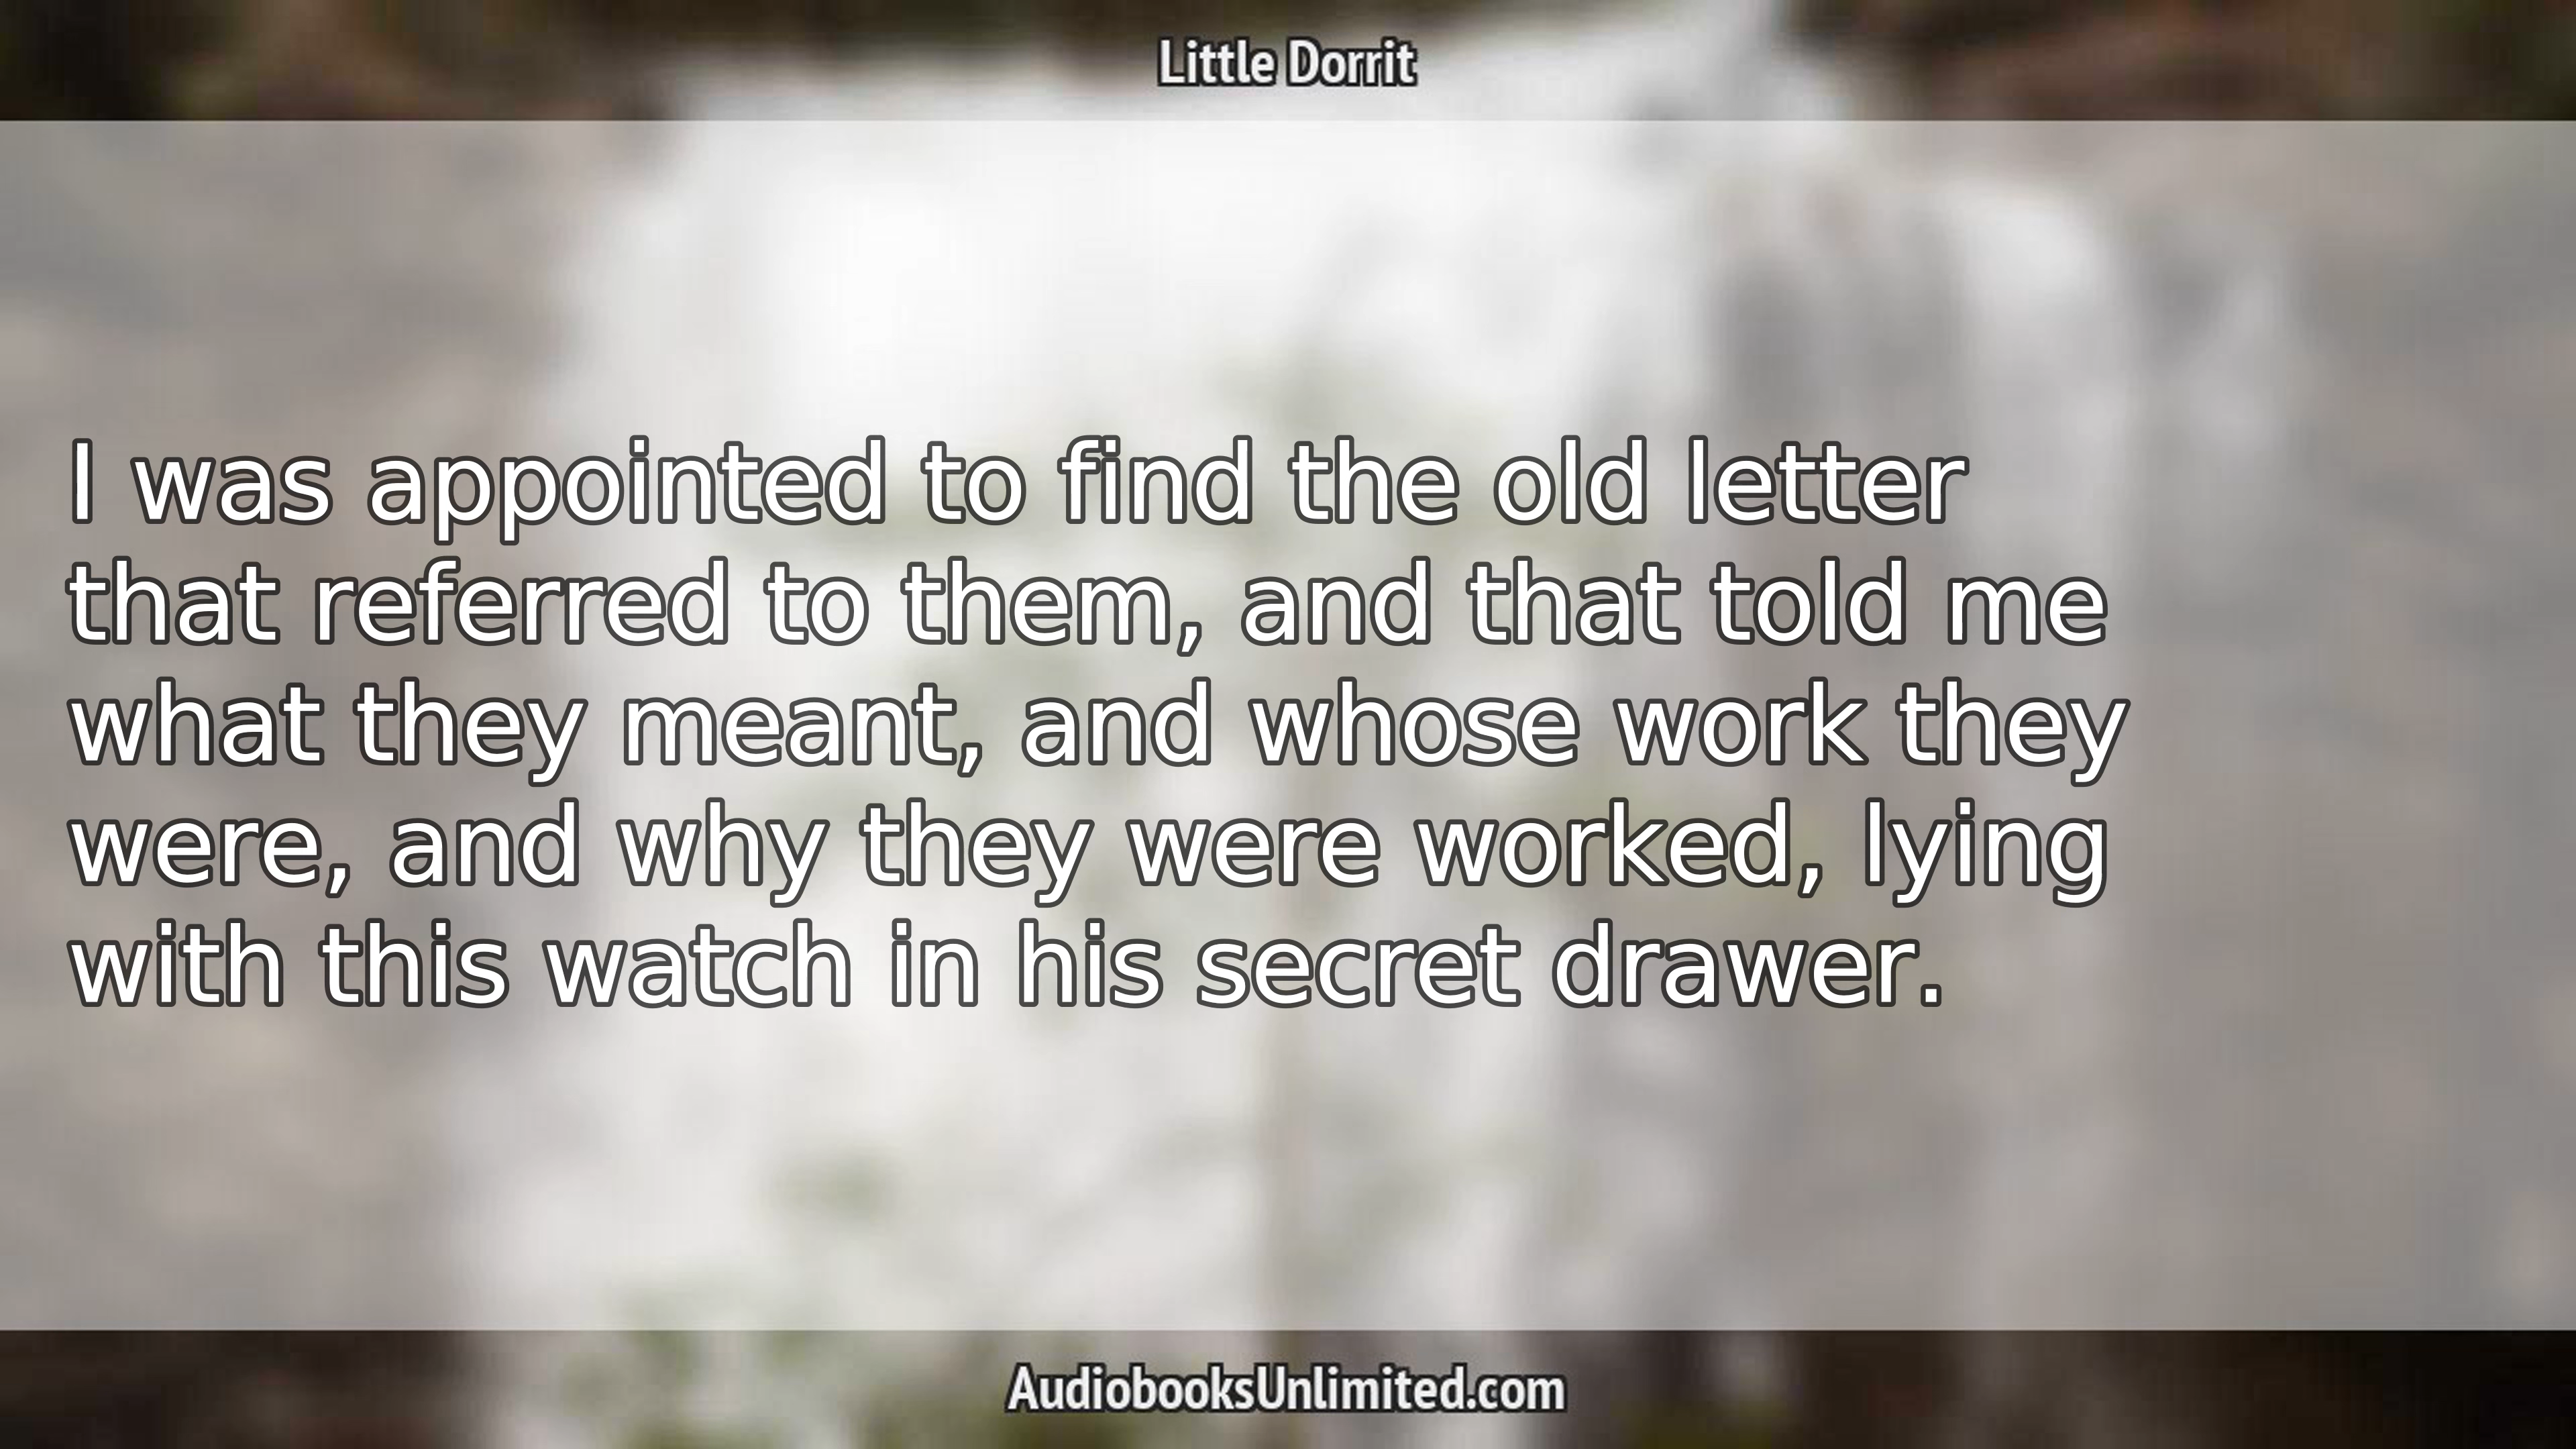 Little Dorrit
I was appointed to find the old letter
that referred to them, and that told me
what they meant, and whose work they
were, and why they were worked, lying
with this watch in his secret drawer.
AudiobooksUnlimited.com